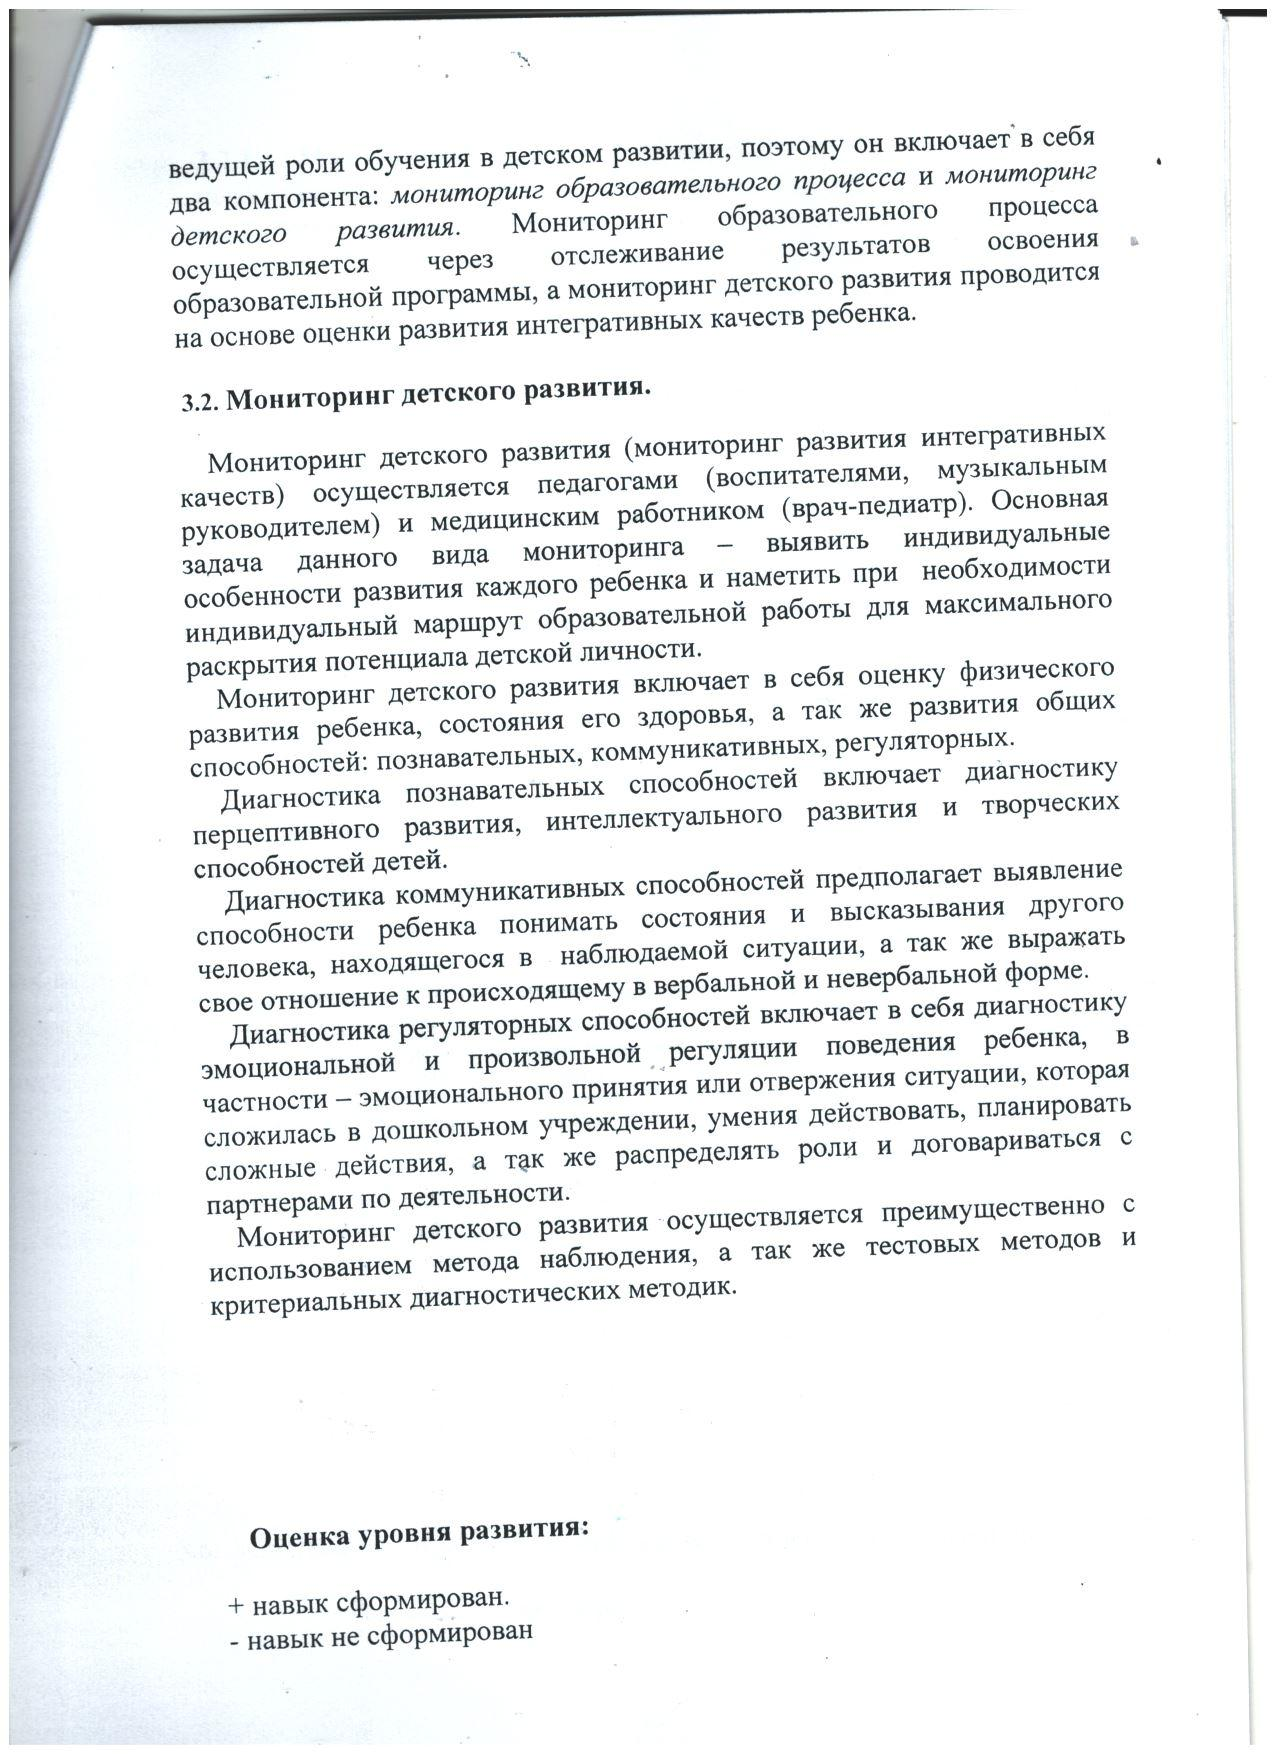 ведущей роли обучения в детском развитии, поэтому он включает в себя
два компонента: мониторинг образовательного процесса и мониторинг
детского развития. Мониторинг образовательного процесса
осуществляется через отслеживание результатов освоения
образовательной программы, а мониторинг детского развития проводится
на основе оценки развития интегративных качеств ребенка.
3.2. Мониторинг детского развития.
Мониторинг детского развития (мониторинг развития интегративных
качеств) осуществляется педагогами (воспитателями, музыкальным
руководителем) и медицинским работником (врач-педиатр). Основная
задача данного вида мониторинга – выявить индивидуальные
особенности развития каждого ребенка и наметить при необходимости
индивидуальный маршрут образовательной работы для максимального
раскрытия потенциала детской личности.
Мониторинг детского развития включает в себя оценку физического
развития ребенка, состояния его здоровья, а так же развития общих
способностей: познавательных, коммуникативных, регуляторных.
Диагностика познавательных способностей включает диагностику
перцептивного развития, интеллектуального развития и творческих
способностей детей.
Диагностика коммуникативных способностей предполагает выявление
способности ребенка понимать состояния и высказывания другого
человека, находящегося в наблюдаемой ситуации, а так же выражать
свое отношение к происходящему в вербальной и невербальной форме.
Диагностика регуляторных способностей включает в себя диагностику
эмоциональной и произвольной регуляции поведения ребенка, в
частности – эмоционального принятия или отвержения ситуации, которая
сложилась в дошкольном учреждении, умения действовать, планировать
сложные действия, а так же распределять роли и договариваться с
партнерами по деятельности.
Мониторинг детского развития осуществляется преимущественно с
использованием метода наблюдения, а так же тестовых методов и
критериальных диагностических методик.
Оценка уровня развития:
+ навык сформирован.
- навык не сформирован